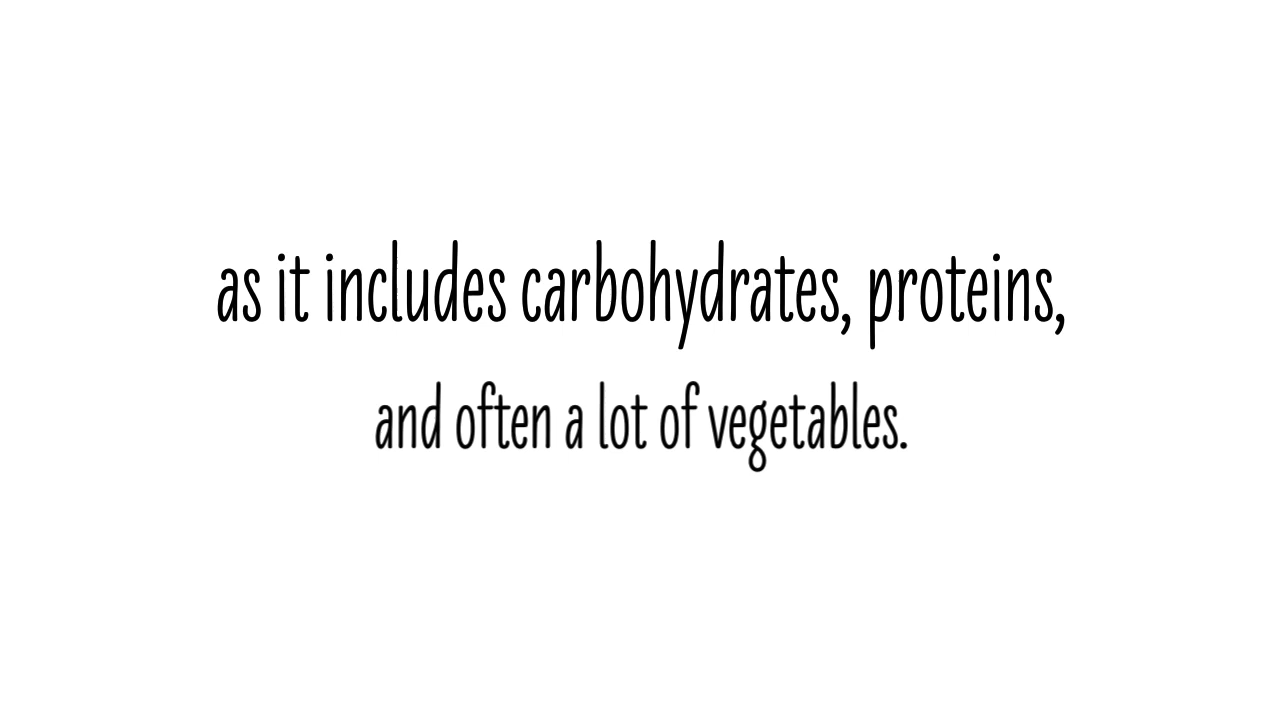 as it includes carbohydrates, proteins,
and often a lot of vegetables.